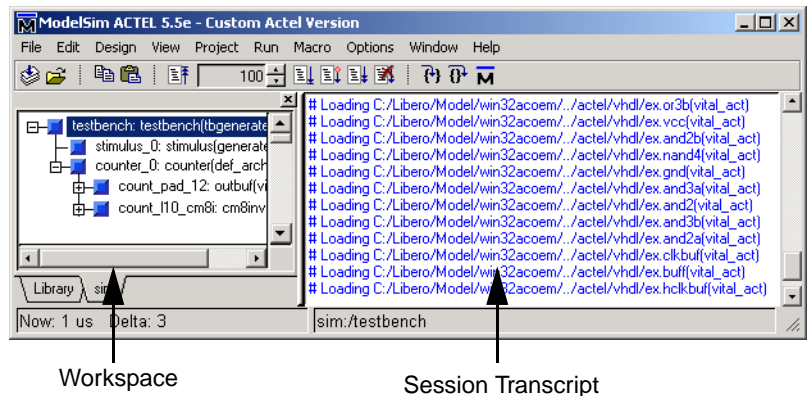 ModelSim ACTEL 5.5e - Custom Actel Version
File Edit Design View Project Run Macro Options Window Help
100
testbench: testbench(tbgenerate
stimulus_0: stimulus(generate
counter_0: counter(def_arch
count_pad_12: outbuf(vi
count_l10_cm8i: cm8inv
Library
Now: 1 us Delta: 3
# Loading C:/Libero/Model/win32acoem/../actel/vhdl/ex.or3b(vital_act)
# Loading C:/Libero/Model/win32acoem/../actel/vhdl/ex.vcc(vital_act)
# Loading C:/Libero/Model/win32acoem/../actel/vhdl/ex.and2b(vital_act)
# Loading C:/Libero/Model/win32acoem/../actel/vhdl/ex.nand4(vital_act)
# Loading C:/Libero/Model/win32acoem/../actel/vhdl/ex.gnd(vital_act)
# Loading C:/Libero/Model/win32acoem/../actel/vhdl/ex.and3a(vital_act)
# Loading C:/Libero/Model/win32acoem/../actel/vhdl/ex.and2(vital_act)
# Loading C:/Libero/Model/win32acoem/../actel/vhdl/ex.and3b(vital_act)
# Loading C:/Libero/Model/win32acoem/../actel/vhdl/ex.and2a(vital_act)
# Loading C:/Libero/Model/win32acoem/../actel/vhdl/ex.clkbuf(vital_act)
# Loading C:/Libero/Model/win32acoem/../actel/vhdl/ex.buff(vital_act)
# Loading C:/Libero/Model/win32acoem/../actel/vhdl/ex.hclkbuf(vital_act)
sim:/testbench
Workspace
Session Transcript